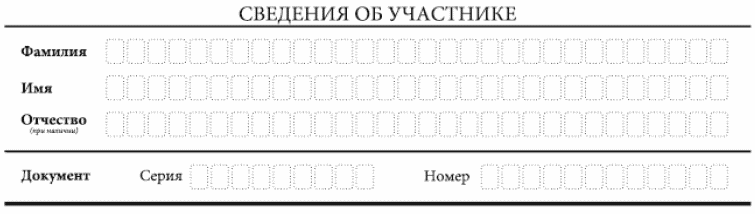 СВЕДЕНИЯ ОБ УЧАСТНИКЕ
Фамилия
Имя
Отчество
(при наличии)
Документ Серия Номер